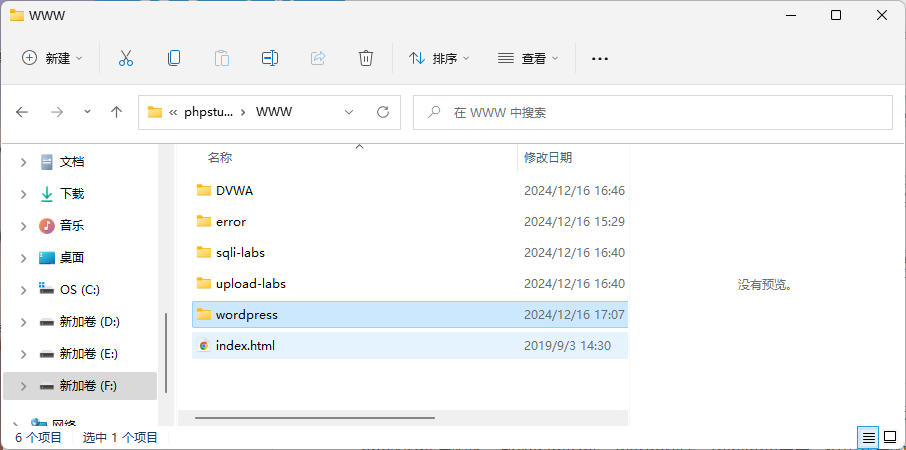 WWW
新建
排序
查看
phpstu...
WWW
在 WWW 中搜索
名称
修改日期
文档
下载
音乐
桌面
OS (C:)
新加卷 (D:)
新加卷 (E:)
新加卷 (F:)
网络
DVWA 2024/12/16 16:46
error 2024/12/16 15:29
sqli-labs 2024/12/16 16:40
upload-labs 2024/12/16 16:40
wordpress 2024/12/16 17:07
index.html 2019/9/3 14:30
没有预览。
6 个项目
选中 1 个项目